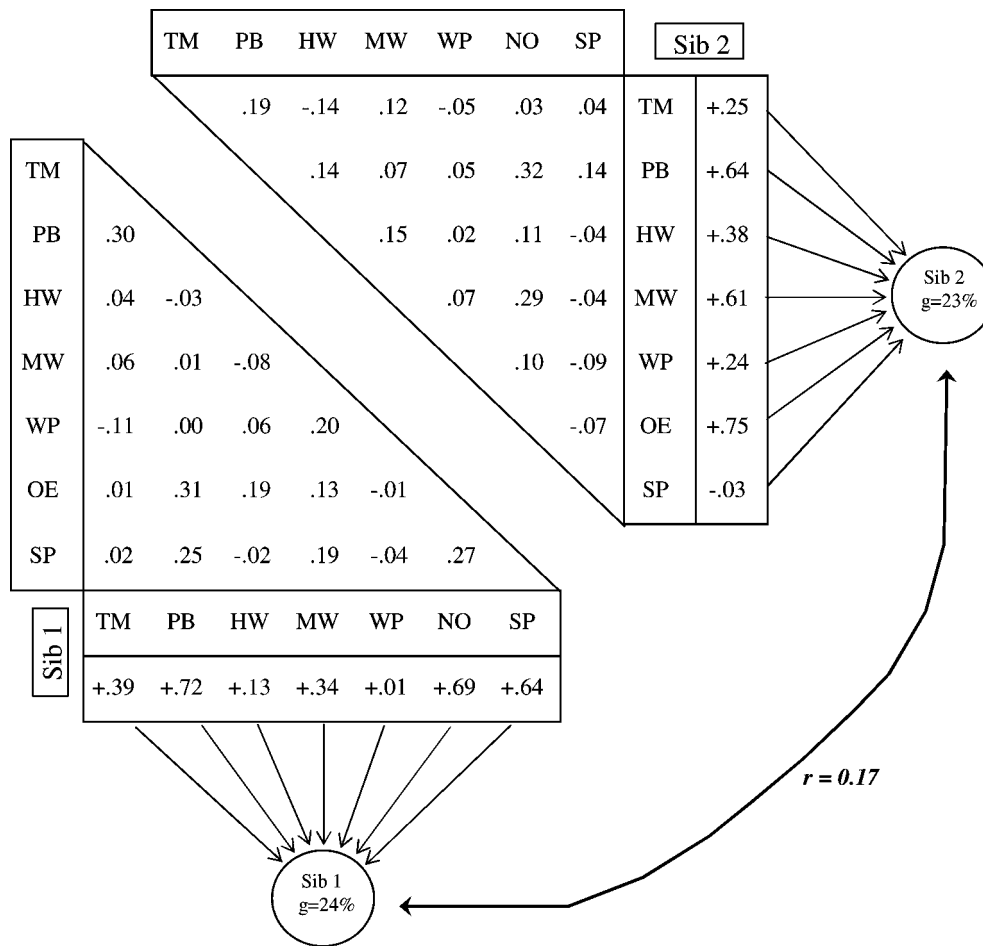 TM PB HW MW WP NO SP
Sib 2
.19 -.14 .12 -.05 .03 .04 TM +.25
.14 .07 .05 .32 .14 PB +.64
.15 .02 .11 -.04 HW +.38
.07 .29 -.04 MW +.61
.10 -.09 WP +.24
-.07 OE +.75
SP -.03
Sib 2
g=23%
TM
PB .30
HW .04 -.03
MW .06 .01 -.08
WP -.11 .00 .06 .20
OE .01 .31 .19 .13 -.01
SP .02 .25 -.02 .19 -.04 .27
Sib 1
TM PB HW MW WP NO SP
+.39 +.72 +.13 +.34 +.01 +.69 +.64
r = 0.17
Sib 1
g=24%